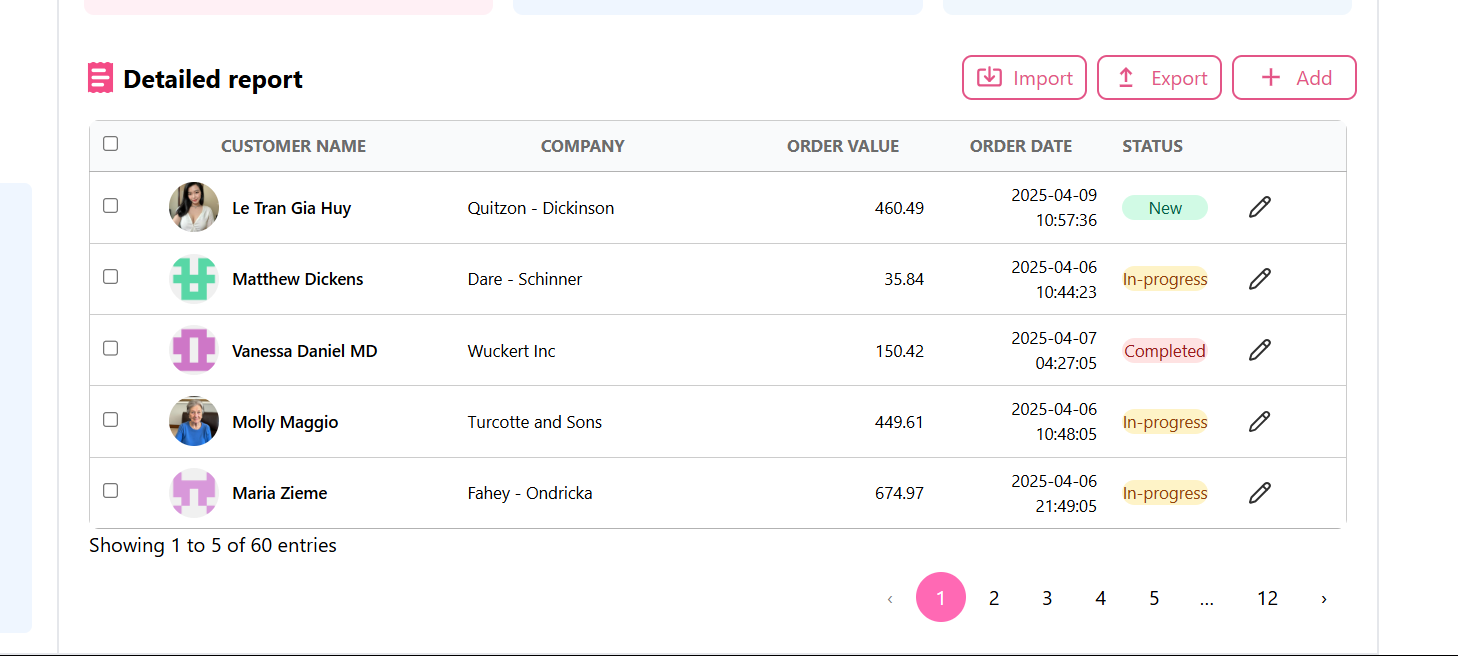 Detailed report
Import Export Add
CUSTOMER NAME COMPANY ORDER VALUE ORDER DATE STATUS
Le Tran Gia Huy Quitzon - Dickinson 460.49 2025-04-09 10:57:36 New
Matthew Dickens Dare - Schinner 35.84 2025-04-06 10:44:23 In-progress
Vanessa Daniel MD Wuckert Inc 150.42 2025-04-07 04:27:05 Completed
Molly Maggio Turcotte and Sons 449.61 2025-04-06 10:48:05 In-progress
Maria Zieme Fahey - Ondricka 674.97 2025-04-06 21:49:05 In-progress
Showing 1 to 5 of 60 entries
‹ 1 2 3 4 5 ... 12 ›